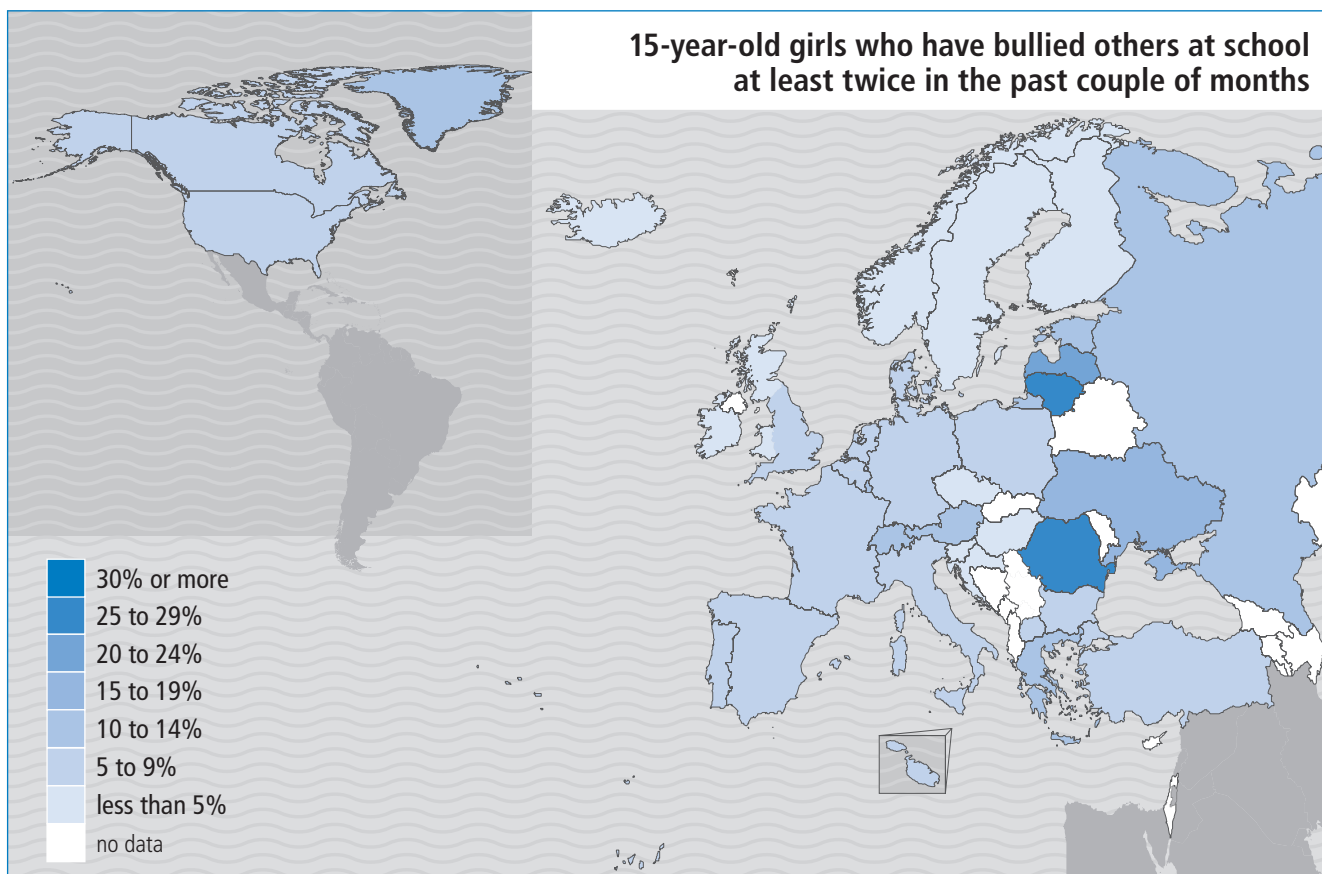 15-year-old girls who have bullied others at school
at least twice in the past couple of months
30% or more
25 to 29%
20 to 24%
15 to 19%
10 to 14%
5 to 9%
less than 5%
no data